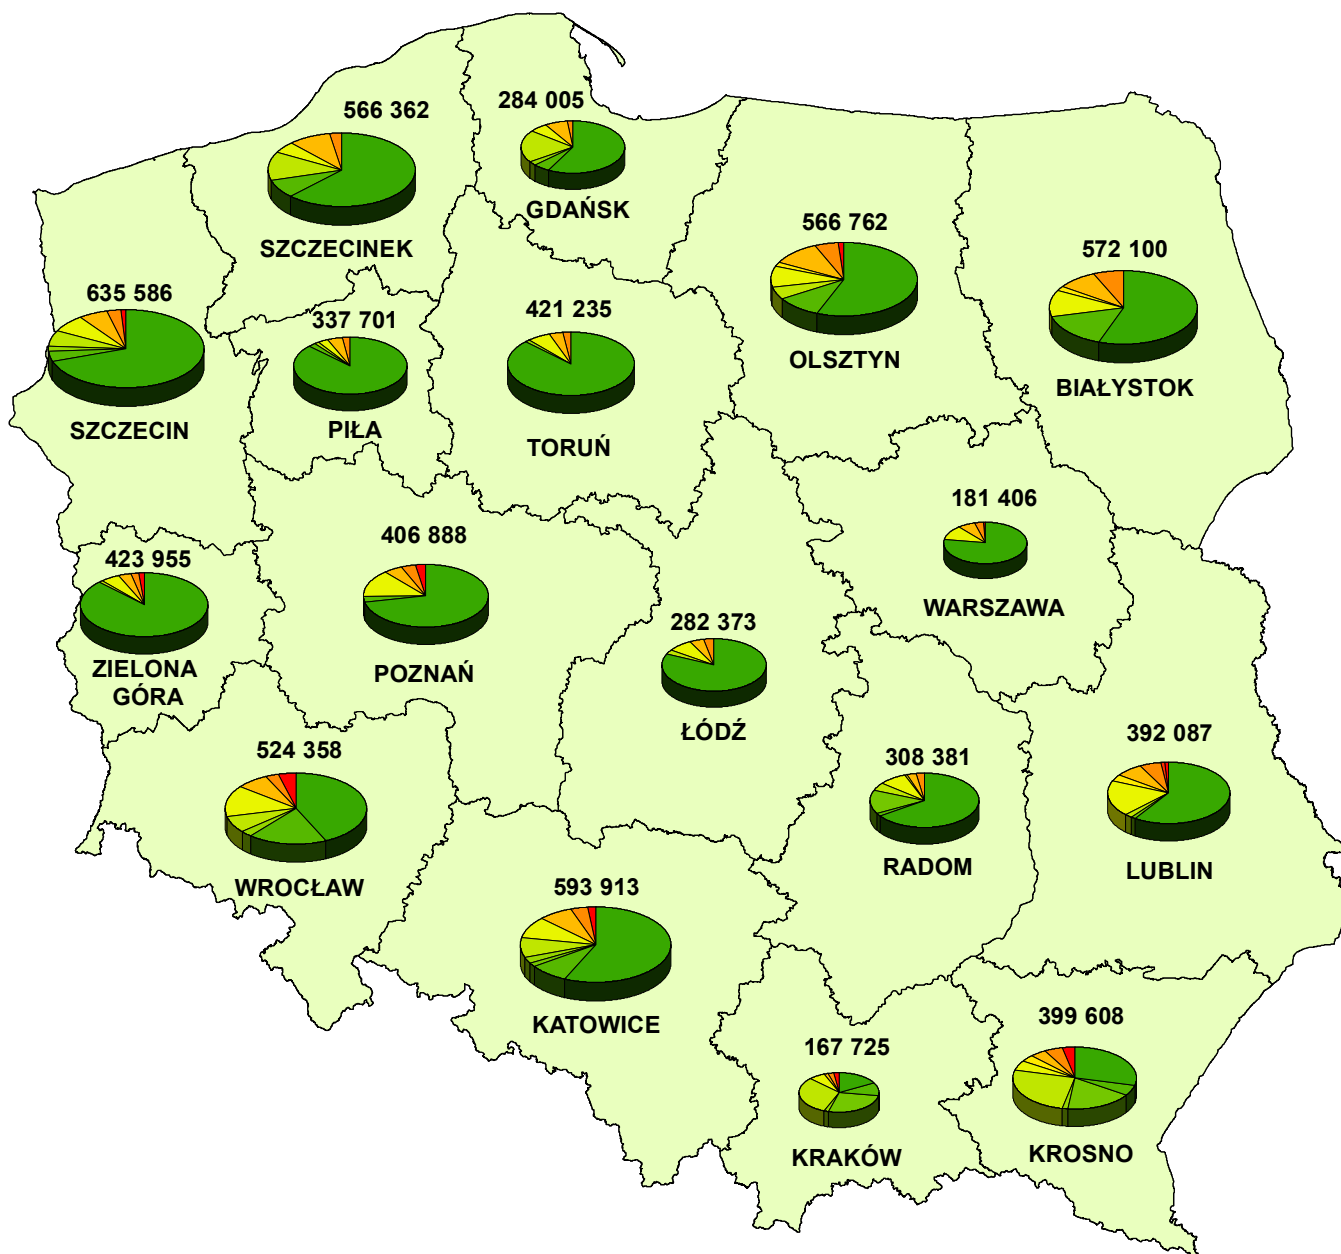 566 362
SZCZECINEK
284 005
GDAŃSK
566 762
OLSZTYN
572 100
BIAŁYSTOK
635 586
SZCZECIN
337 701
PIŁA
421 235
TORUŃ
181 406
WARSZAWA
423 955
ZIELONA
GÓRA
406 888
POZNAŃ
282 373
ŁÓDŹ
524 358
WROCŁAW
308 381
RADOM
392 087
LUBLIN
593 913
KATOWICE
167 725
KRAKÓW
399 608
KROSNO